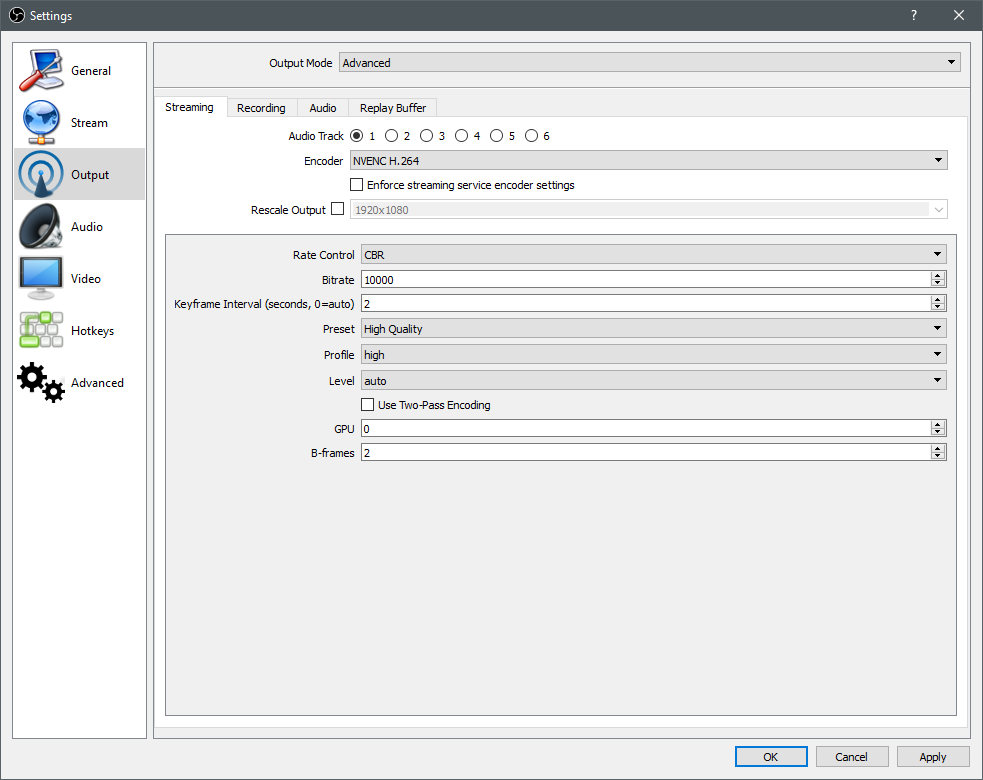 Settings
?
General
Stream
Output
Audio
Video
Hotkeys
Advanced
Output Mode Advanced
Streaming Recording Audio Replay Buffer
Audio Track 1 2 3 4 5 6
Encoder NVENC H.264
Enforce streaming service encoder settings
Rescale Output 1920x1080
Rate Control CBR
Bitrate 10000
Keyframe Interval (seconds, 0=auto) 2
Preset High Quality
Profile high
Level auto
Use Two-Pass Encoding
GPU 0
B-frames 2
OK Cancel Apply